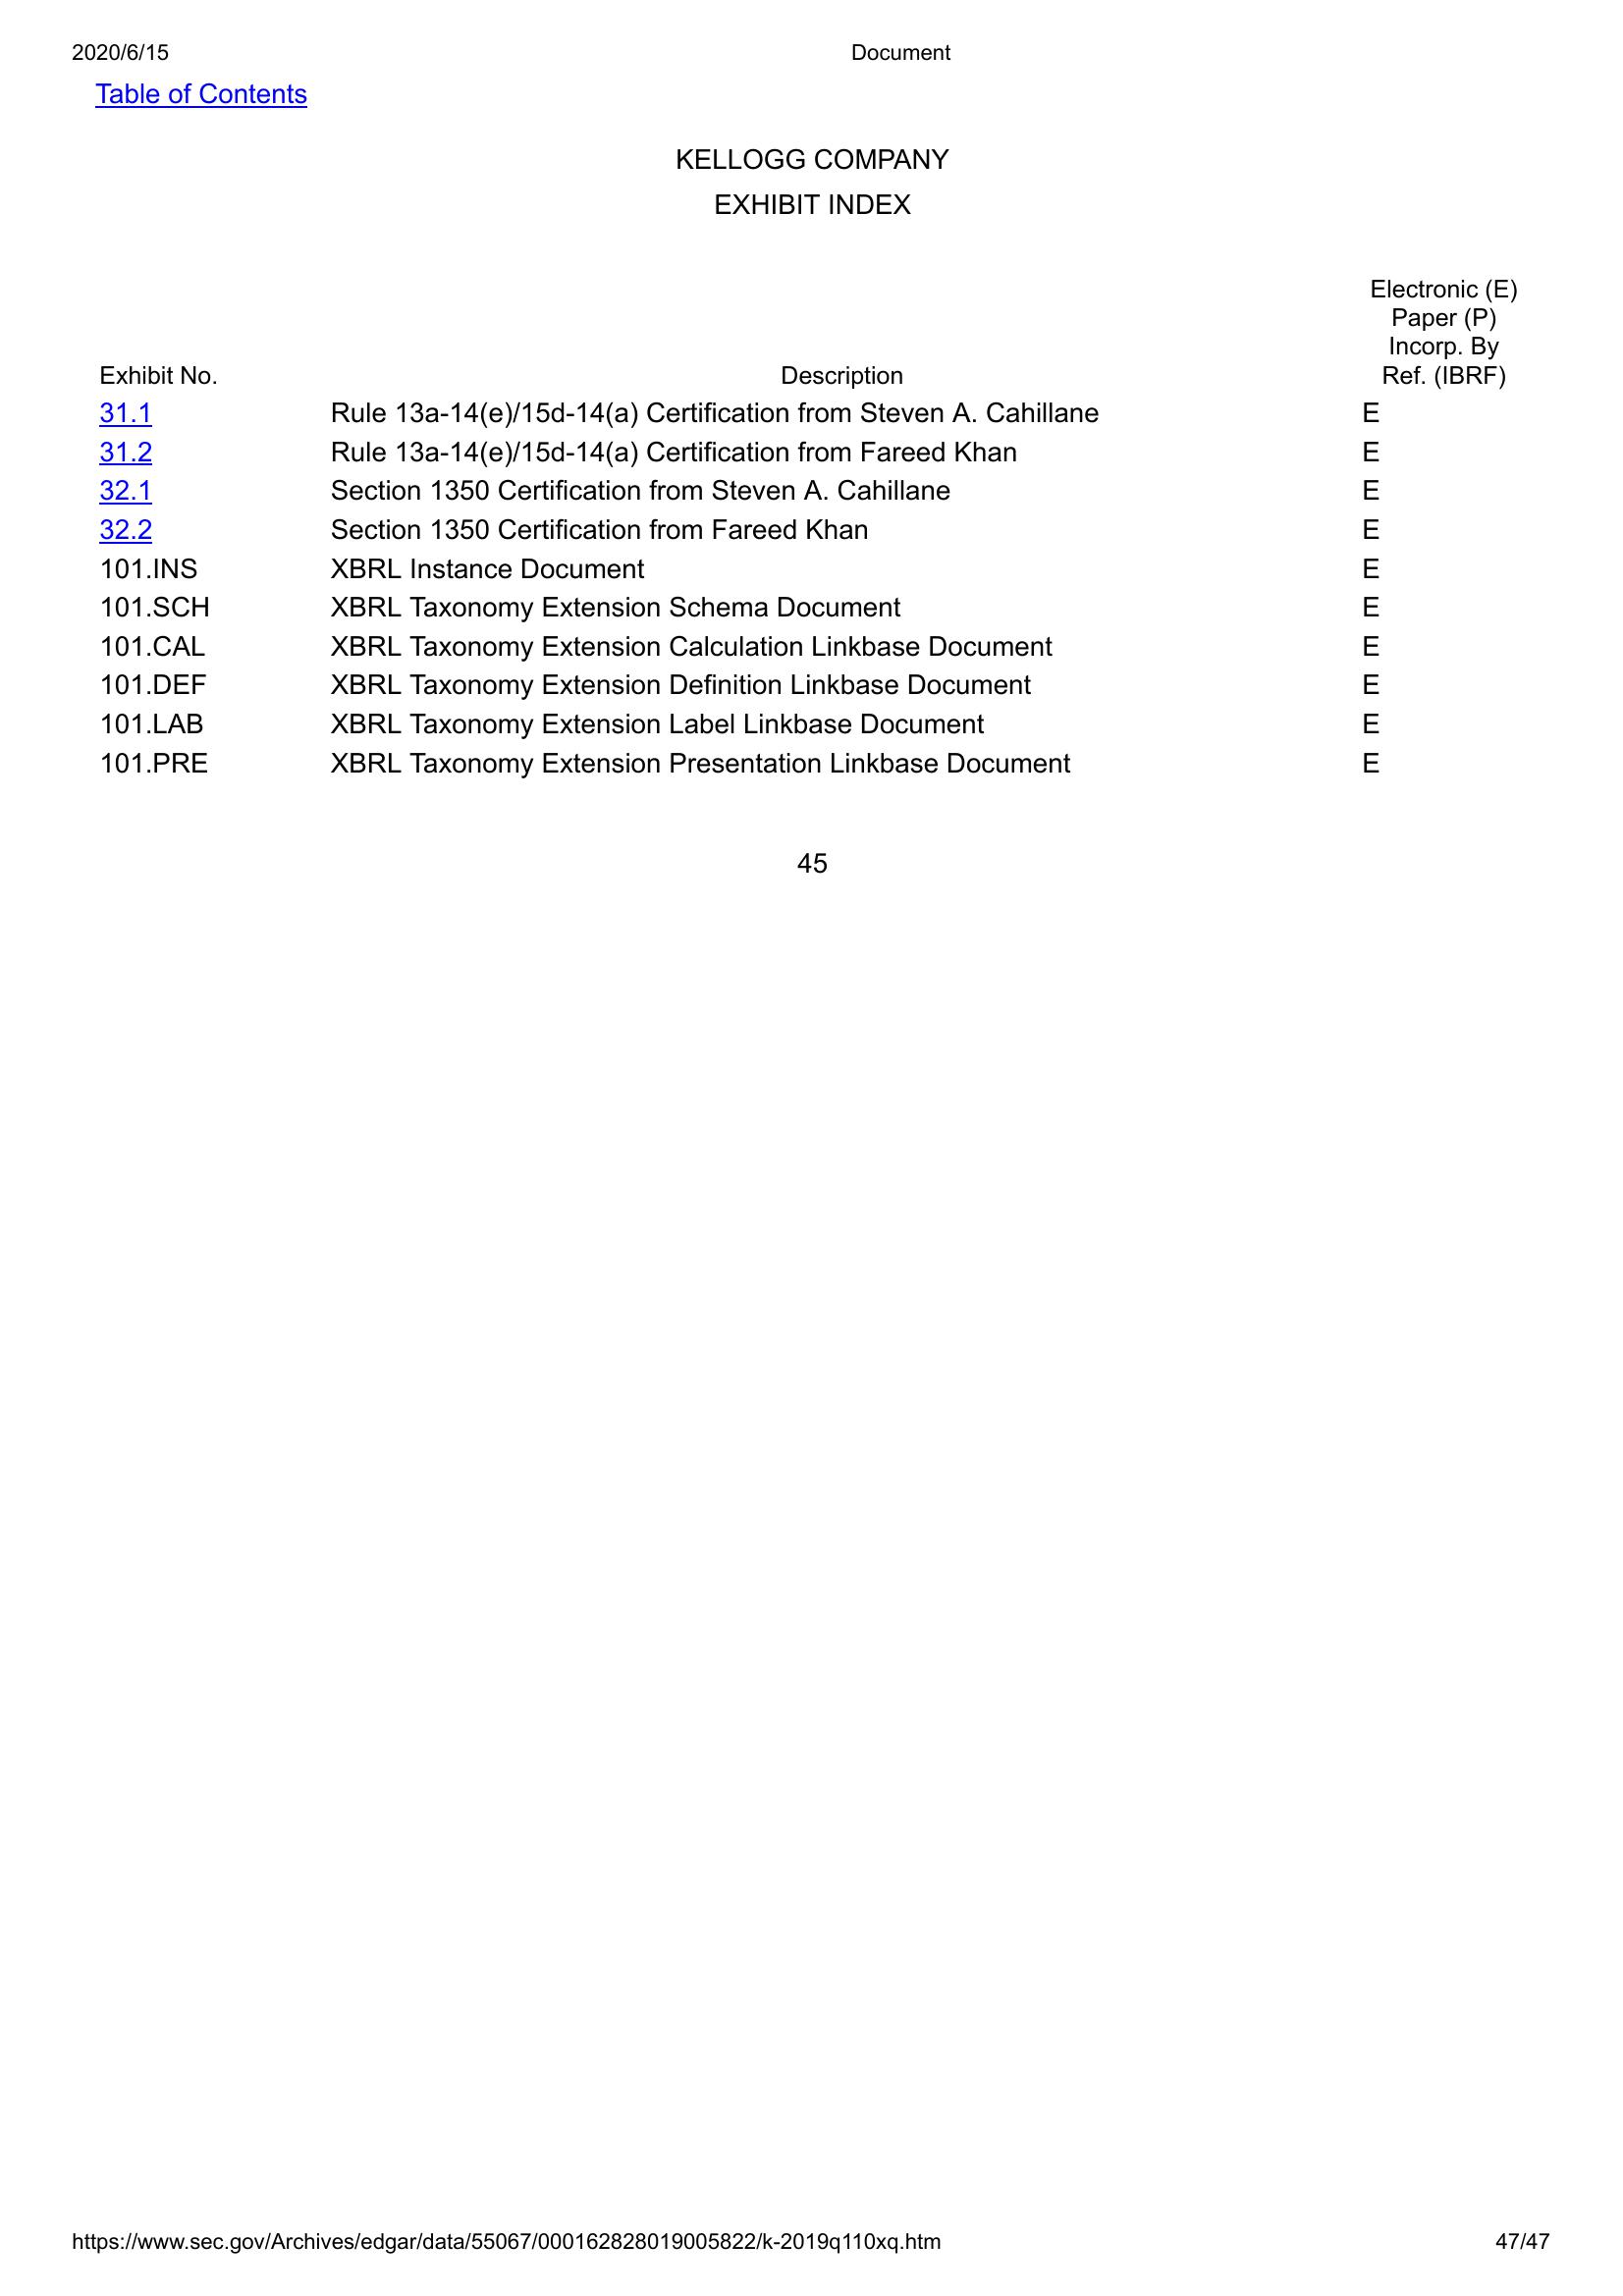 2020/6/15 Document
Table of Contents
KELLOGG COMPANY
EXHIBIT INDEX
Electronic (E)
Paper (P)
Incorp. By
Exhibit No. Description Ref. (IBRF)
31.1 Rule 13a-14(e)/15d-14(a) Certification from Steven A. Cahillane E
31.2 Rule 13a-14(e)/15d-14(a) Certification from Fareed Khan E
32.1 Section 1350 Certification from Steven A. Cahillane E
32.2 Section 1350 Certification from Fareed Khan E
101.INS XBRL Instance Document E
101.SCH XBRL Taxonomy Extension Schema Document E
101.CAL XBRL Taxonomy Extension Calculation Linkbase Document E
101.DEF XBRL Taxonomy Extension Definition Linkbase Document E
101.LAB XBRL Taxonomy Extension Label Linkbase Document E
101.PRE XBRL Taxonomy Extension Presentation Linkbase Document E
45
https://www.sec.gov/Archives/edgar/data/55067/000162828019005822/k-2019q110xq.htm 47/47